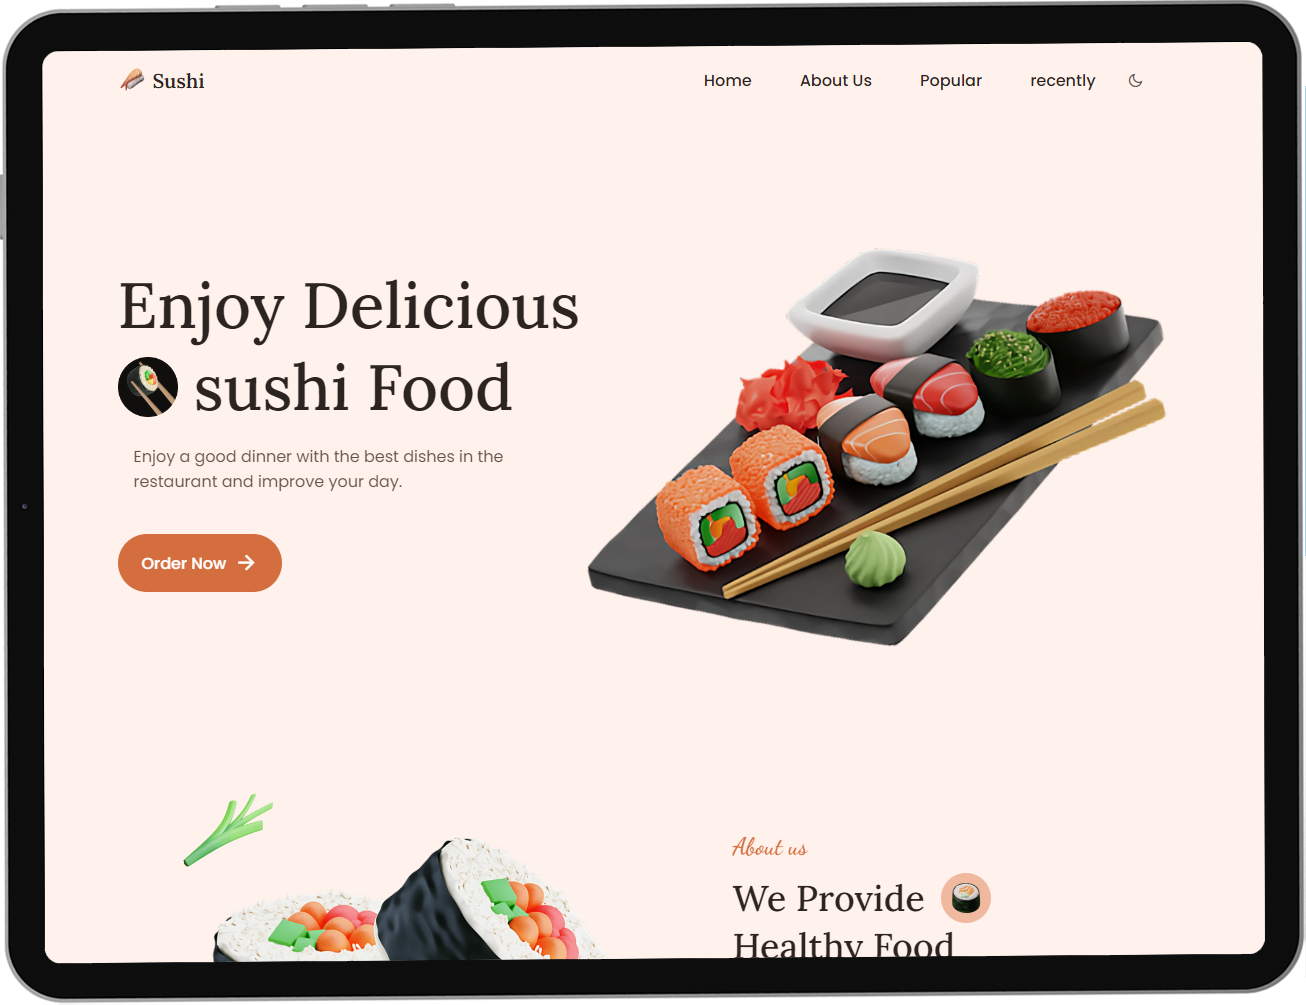 Sushi
Home
About Us
Popular
recently
Enjoy Delicious
sushi Food
Enjoy a good dinner with the best dishes in the
restaurant and improve your day.
Order Now
About us
We Provide
Healthy Food